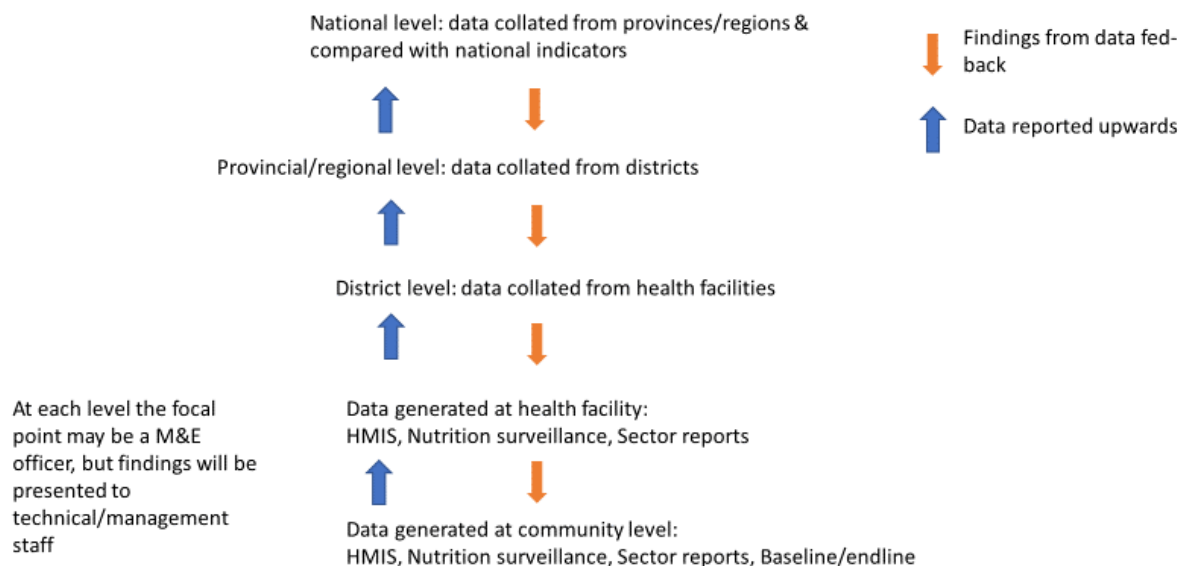 National level: data collated from provinces/regions &
compared with national indicators
Findings from data fed-
back
Data reported upwards
Provincial/regional level: data collated from districts
District level: data collated from health facilities
At each level the focal
point may be a M&E
officer, but findings will be
presented to
technical/management
staff
Data generated at health facility:
HMIS, Nutrition surveillance, Sector reports
Data generated at community level:
HMIS, Nutrition surveillance, Sector reports, Baseline/endline